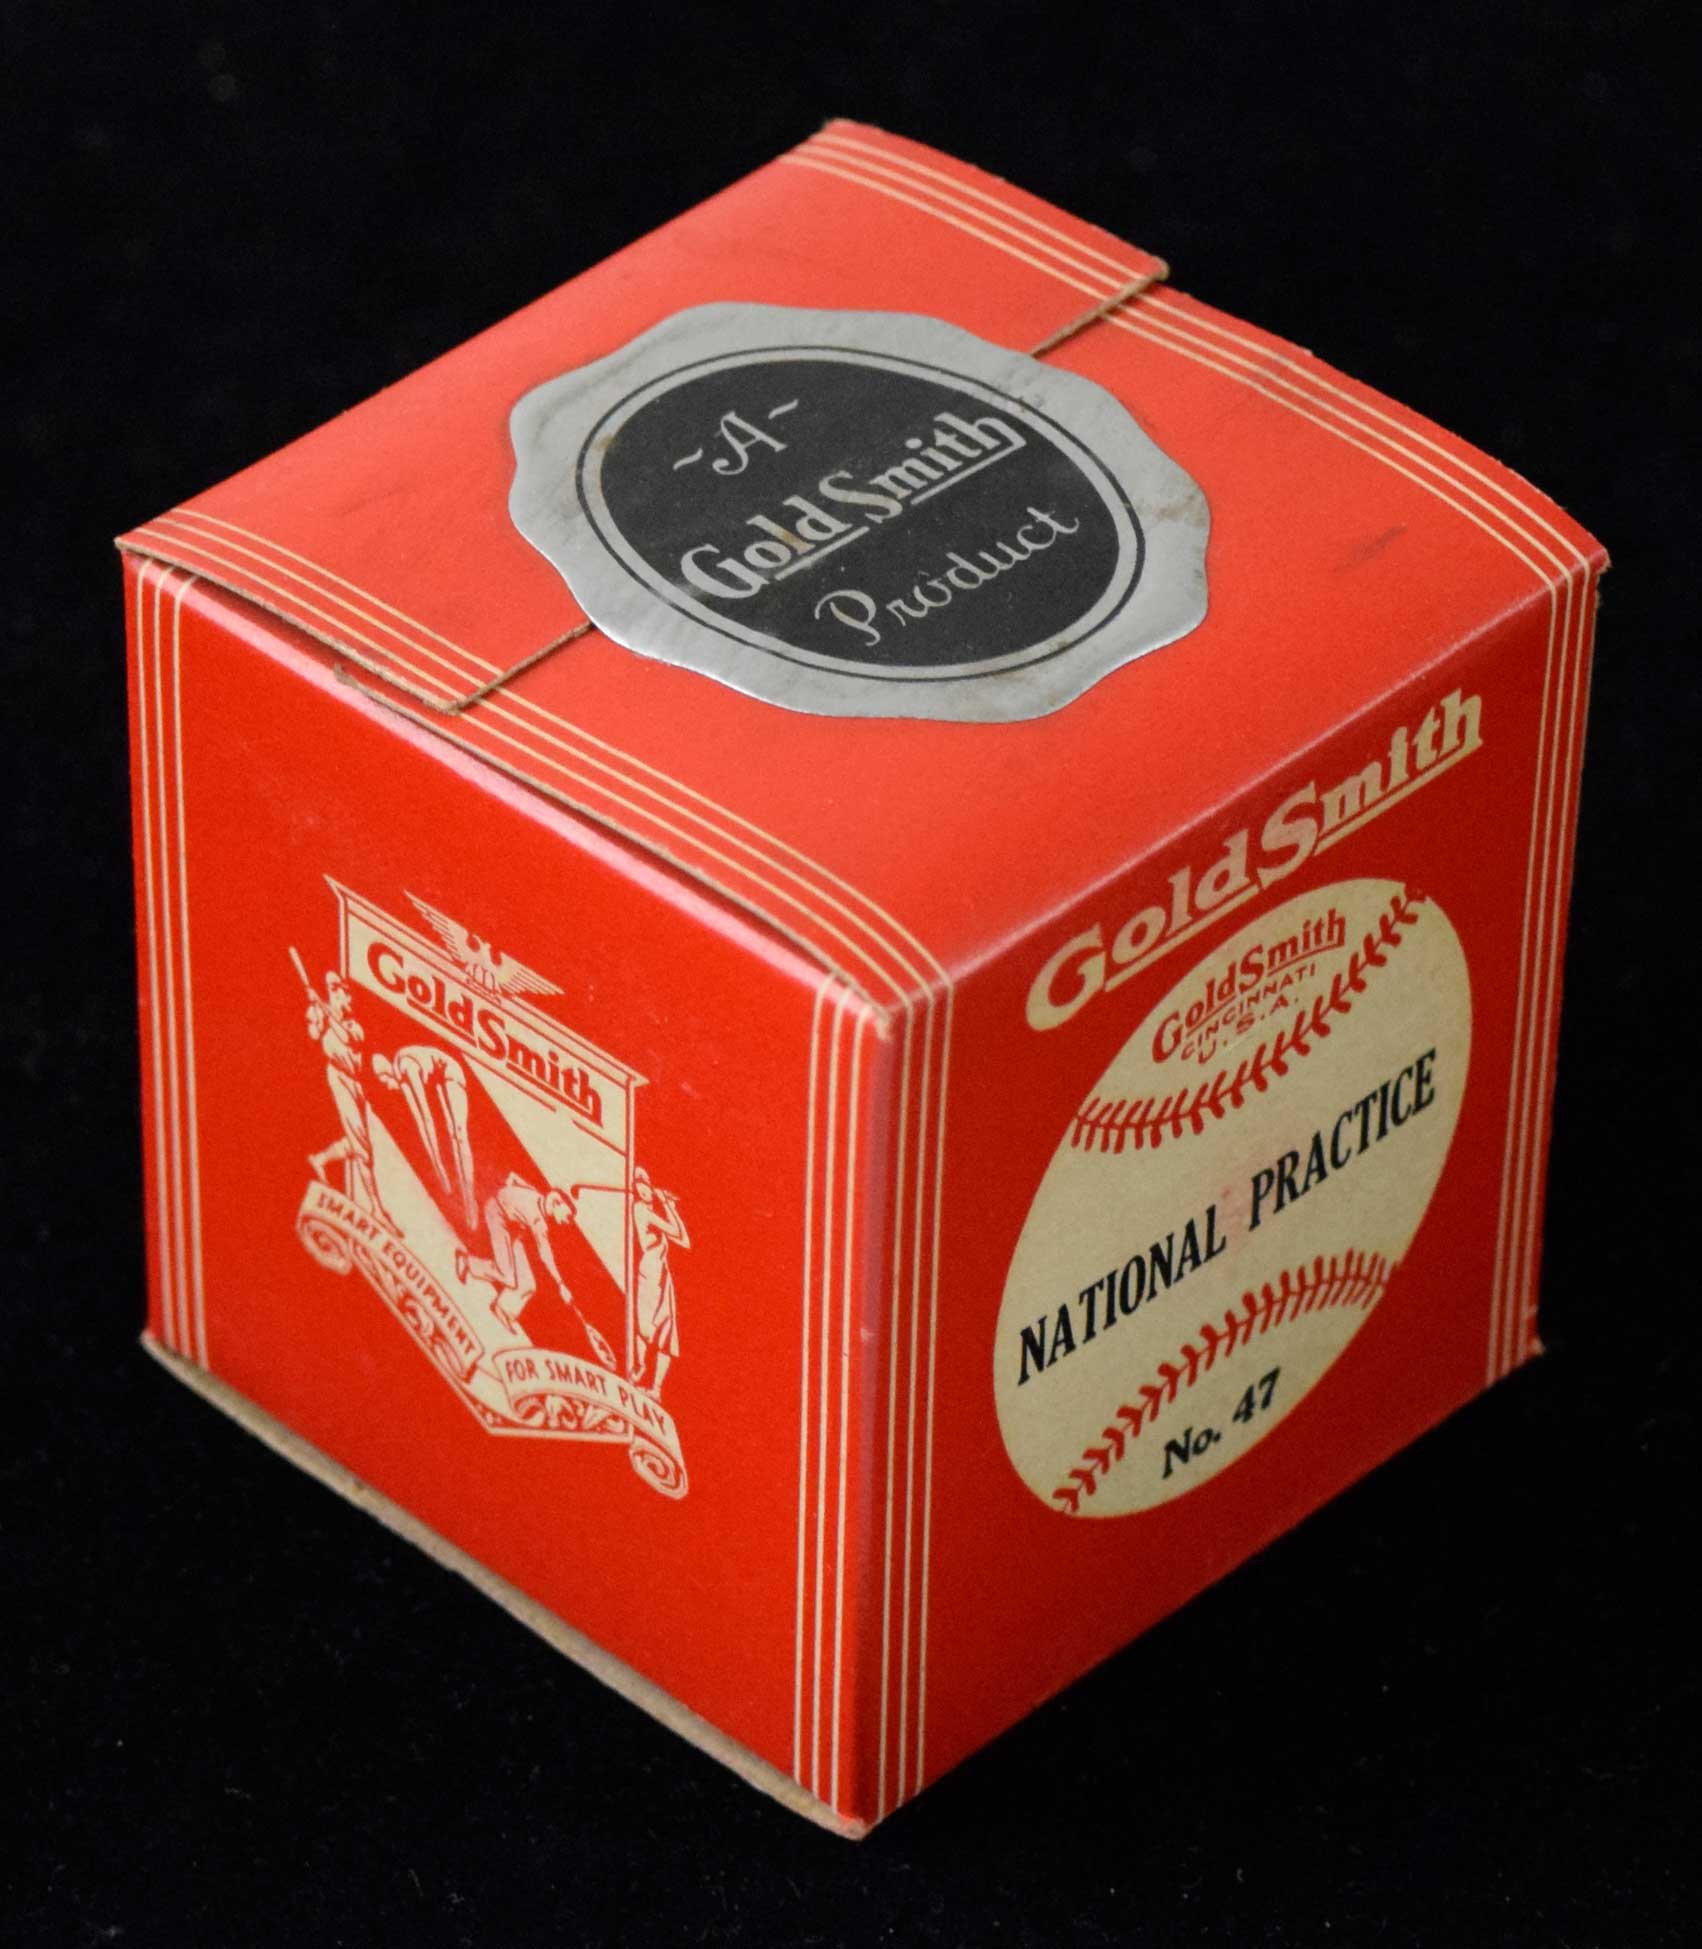 ~A~
GoldSmith
Product
GoldSmith
SMART EQUIPMENT
FOR SMART PLAY
GoldSmith
GoldSmith
CINCINNATI
U.S.A.
NATIONAL PRACTICE
No. 47